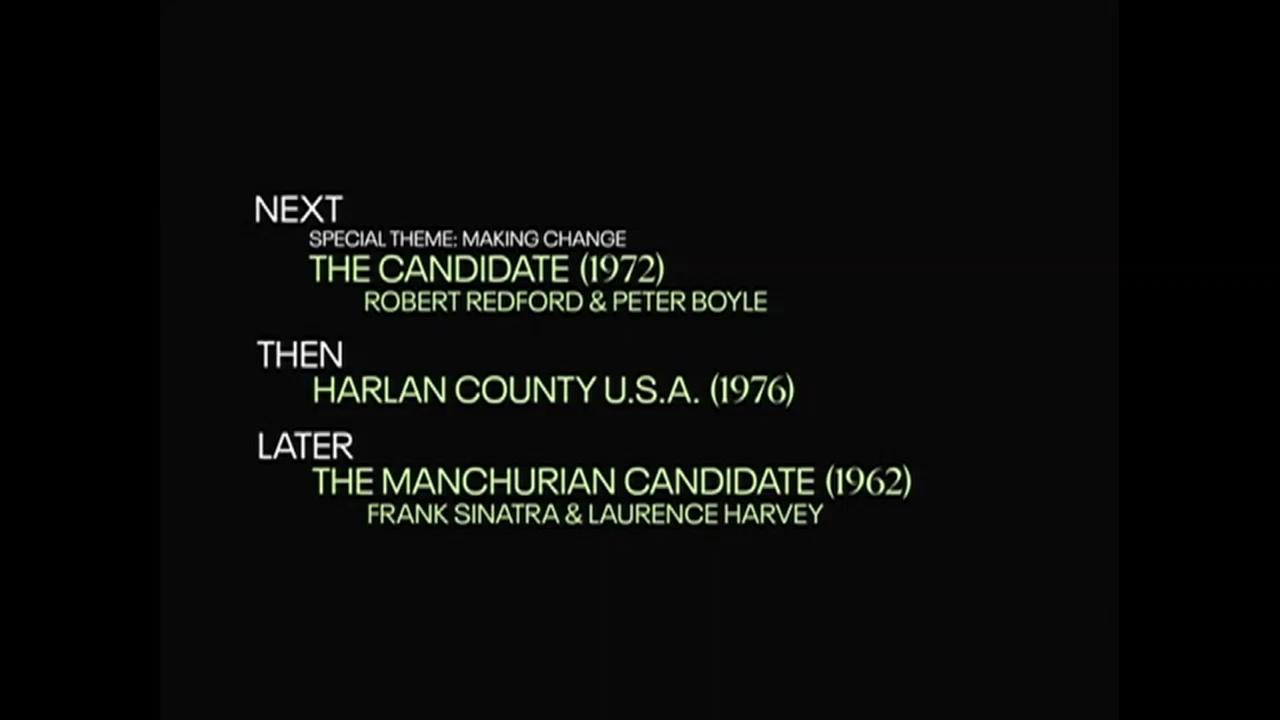 NEXT
SPECIAL THEME: MAKING CHANGE
THE CANDIDATE (1972)
ROBERT REDFORD & PETER BOYLE
THEN
HARLAN COUNTY U.S.A. (1976)
LATER
THE MANCHURIAN CANDIDATE (1962)
FRANK SINATRA & LAURENCE HARVEY